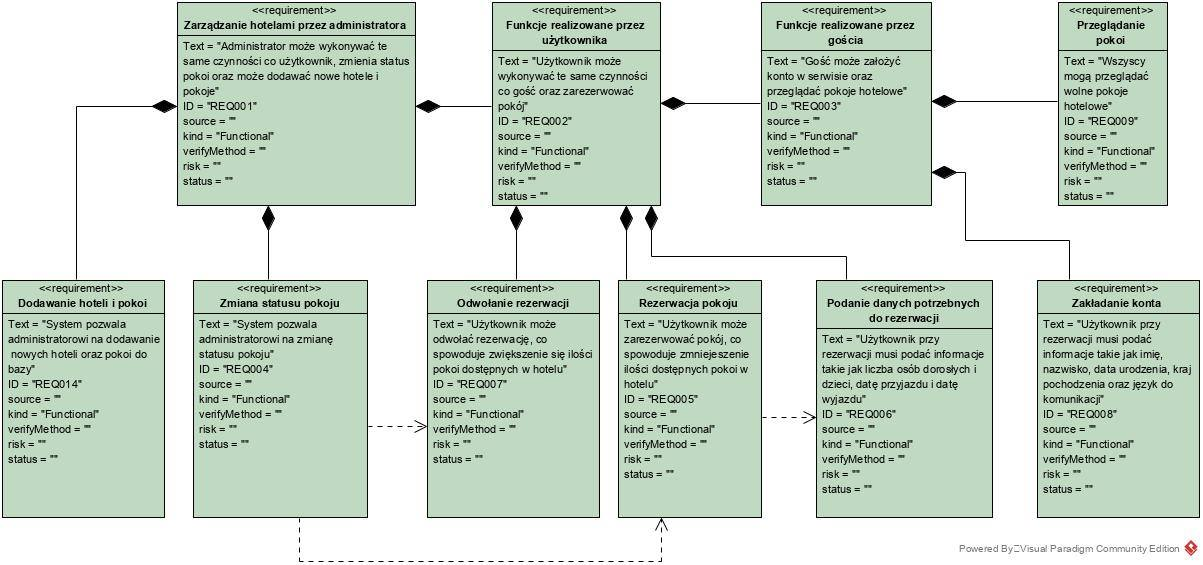 <<requirement>>
Zarządzanie hotelami przez administratora
Text = "Administrator może wykonywać te
same czynności co użytkownik, zmienia status
pokoi oraz może dodawać nowe hotele i
pokoje"
ID = "REQ001"
source = ""
kind = "Functional"
verifyMethod = ""
risk = ""
status = ""
<<requirement>>
Funkcje realizowane przez
użytkownika
Text = "Użytkownik może
wykonywać te same czynności
co gość oraz zarezerwować
pokój"
ID = "REQ002"
source = ""
kind = "Functional"
verifyMethod = ""
risk = ""
status = ""
<<requirement>>
Funkcje realizowane przez
gościa
Text = "Gość może założyć
konto w serwisie oraz
przeglądać pokoje hotelowe"
ID = "REQ003"
source = ""
kind = "Functional"
verifyMethod = ""
risk = ""
status = ""
<<requirement>>
Przeglądanie
pokoi
Text = "Wszyscy
mogą przeglądać
wolne pokoje
hotelowe"
ID = "REQ009"
source = ""
kind = "Functional"
verifyMethod = ""
risk = ""
status = ""
<<requirement>>
Dodawanie hoteli i pokoi
Text = "System pozwala
administratorowi na dodawanie
nowych hoteli oraz pokoi do
bazy"
ID = "REQ014"
source = ""
kind = "Functional"
verifyMethod = ""
risk = ""
status = ""
<<requirement>>
Zmiana statusu pokoju
Text = "System pozwala
administratorowi na zmianę
statusu pokoju"
ID = "REQ004"
source = ""
kind = "Functional"
verifyMethod = ""
risk = ""
status = ""
<<requirement>>
Odwołanie rezerwacji
Text = "Użytkownik może
odwołać rezerwację, co
spowoduje zwiększenie się ilości
pokoi dostępnych w hotelu"
ID = "REQ007"
source = ""
kind = "Functional"
verifyMethod = ""
risk = ""
status = ""
<<requirement>>
Rezerwacja pokoju
Text = "Użytkownik może
zarezerwować pokój, co
spowoduje zmniejeszenie
ilości dostępnych pokoi w
hotelu"
ID = "REQ005"
source = ""
kind = "Functional"
verifyMethod = ""
risk = ""
status = ""
<<requirement>>
Podanie danych potrzebnych
do rezerwacji
Text = "Użytkownik przy
rezerwacji musi podać informacje
takie jak liczba osób dorosłych i
dzieci, datę przyjazdu i datę
wyjazdu"
ID = "REQ006"
source = ""
kind = "Functional"
verifyMethod = ""
risk = ""
status = ""
<<requirement>>
Zakładanie konta
Text = "Użytkownik przy
rezerwacji musi podać
informacje takie jak imię,
nazwisko, data urodzenia, kraj
pochodzenia oraz język do
komunikacji"
ID = "REQ008"
source = ""
kind = "Functional"
verifyMethod = ""
risk = ""
status = ""
Powered By Visual Paradigm Community Edition